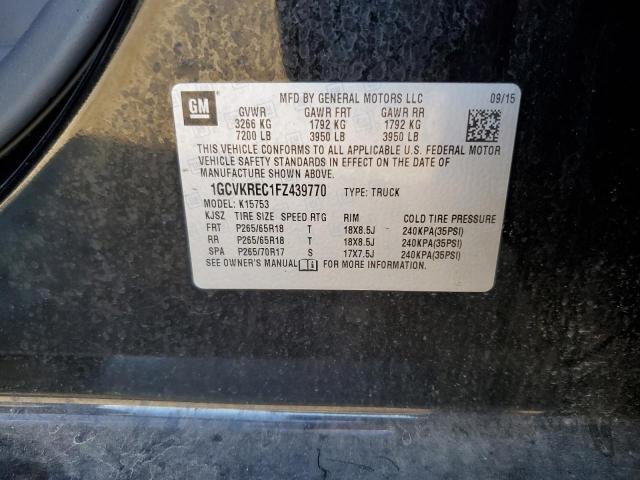 GM
MFD BY GENERAL MOTORS LLC 09/15
GVWR GAWR FRT GAWR RR
3266 KG 1792 KG 1792 KG
7200 LB 3950 LB 3950 LB
THIS VEHICLE CONFORMS TO ALL APPLICABLE U.S. FEDERAL MOTOR
VEHICLE SAFETY STANDARDS IN EFFECT ON THE DATE OF
MANUFACTURE SHOWN ABOVE.
1GCVKREC1FZ439770 TYPE: TRUCK
MODEL: K15753
KJSZ TIRE SIZE SPEED RTG RIM COLD TIRE PRESSURE
FRT P265/65R18 T 18X8.5J 240KPA(35PSI)
RR P265/65R18 T 18X8.5J 240KPA(35PSI)
SPA P265/70R17 S 17X7.5J 240KPA(35PSI)
SEE OWNER'S MANUAL FOR MORE INFORMATION.